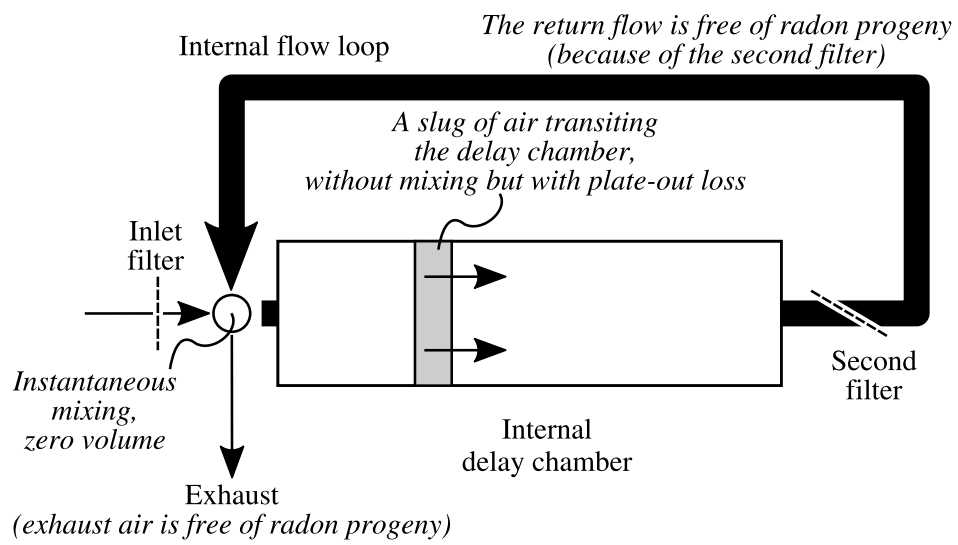 The return flow is free of radon progeny
(because of the second filter)
Internal flow loop
A slug of air transiting
the delay chamber,
without mixing but with plate-out loss
Inlet
filter
Instantaneous
mixing,
zero volume
Second
filter
Internal
delay chamber
Exhaust
(exhaust air is free of radon progeny)